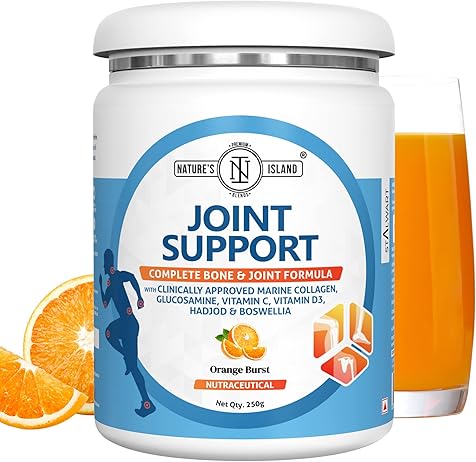 PREMIUM
NATURE'S NI ISLAND ®
BLENDS
JOINT
SUPPORT
COMPLETE BONE & JOINT FORMULA
WITH CLINICALLY APPROVED MARINE COLLAGEN,
GLUCOSAMINE, VITAMIN C, VITAMIN D3,
HADJOD & BOSWELLIA
Orange Burst
NUTRACEUTICAL
Net Qty. 250g
STALWART